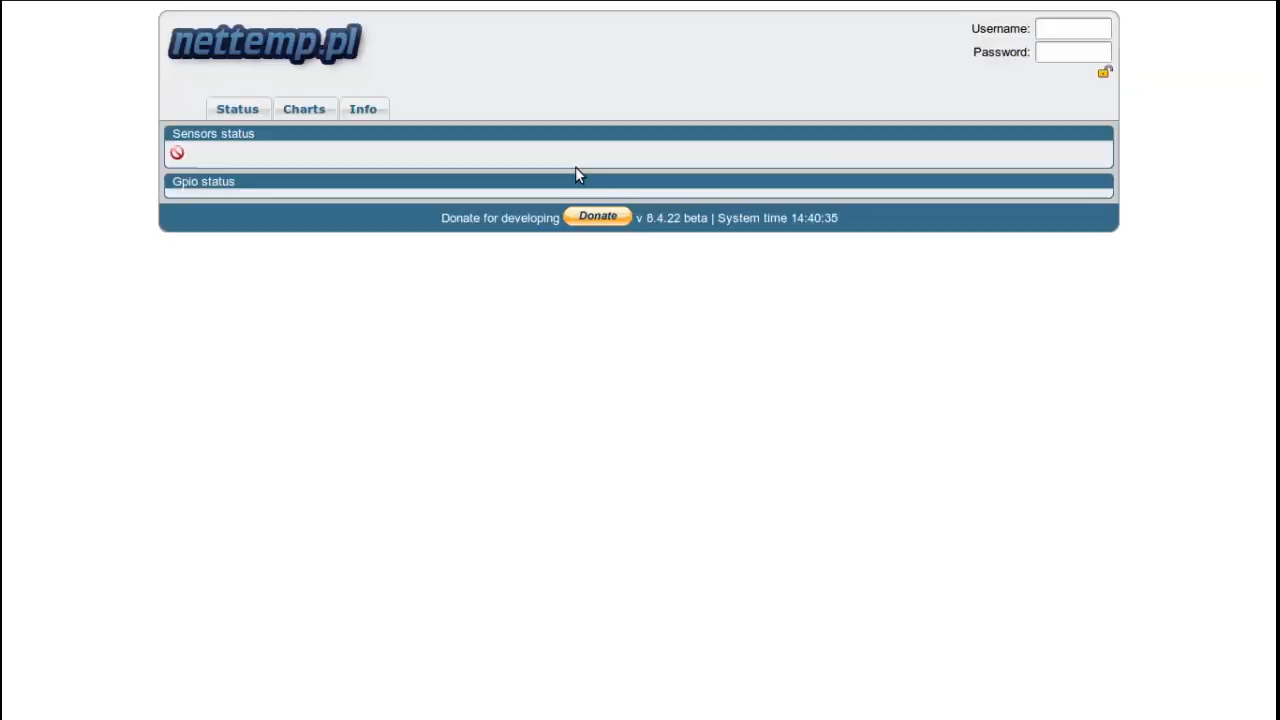 nettemp.pl
Username:
Password:
Status Charts Info
Sensors status
Gpio status
Donate for developing Donate v 8.4.22 beta | System time 14:40:35